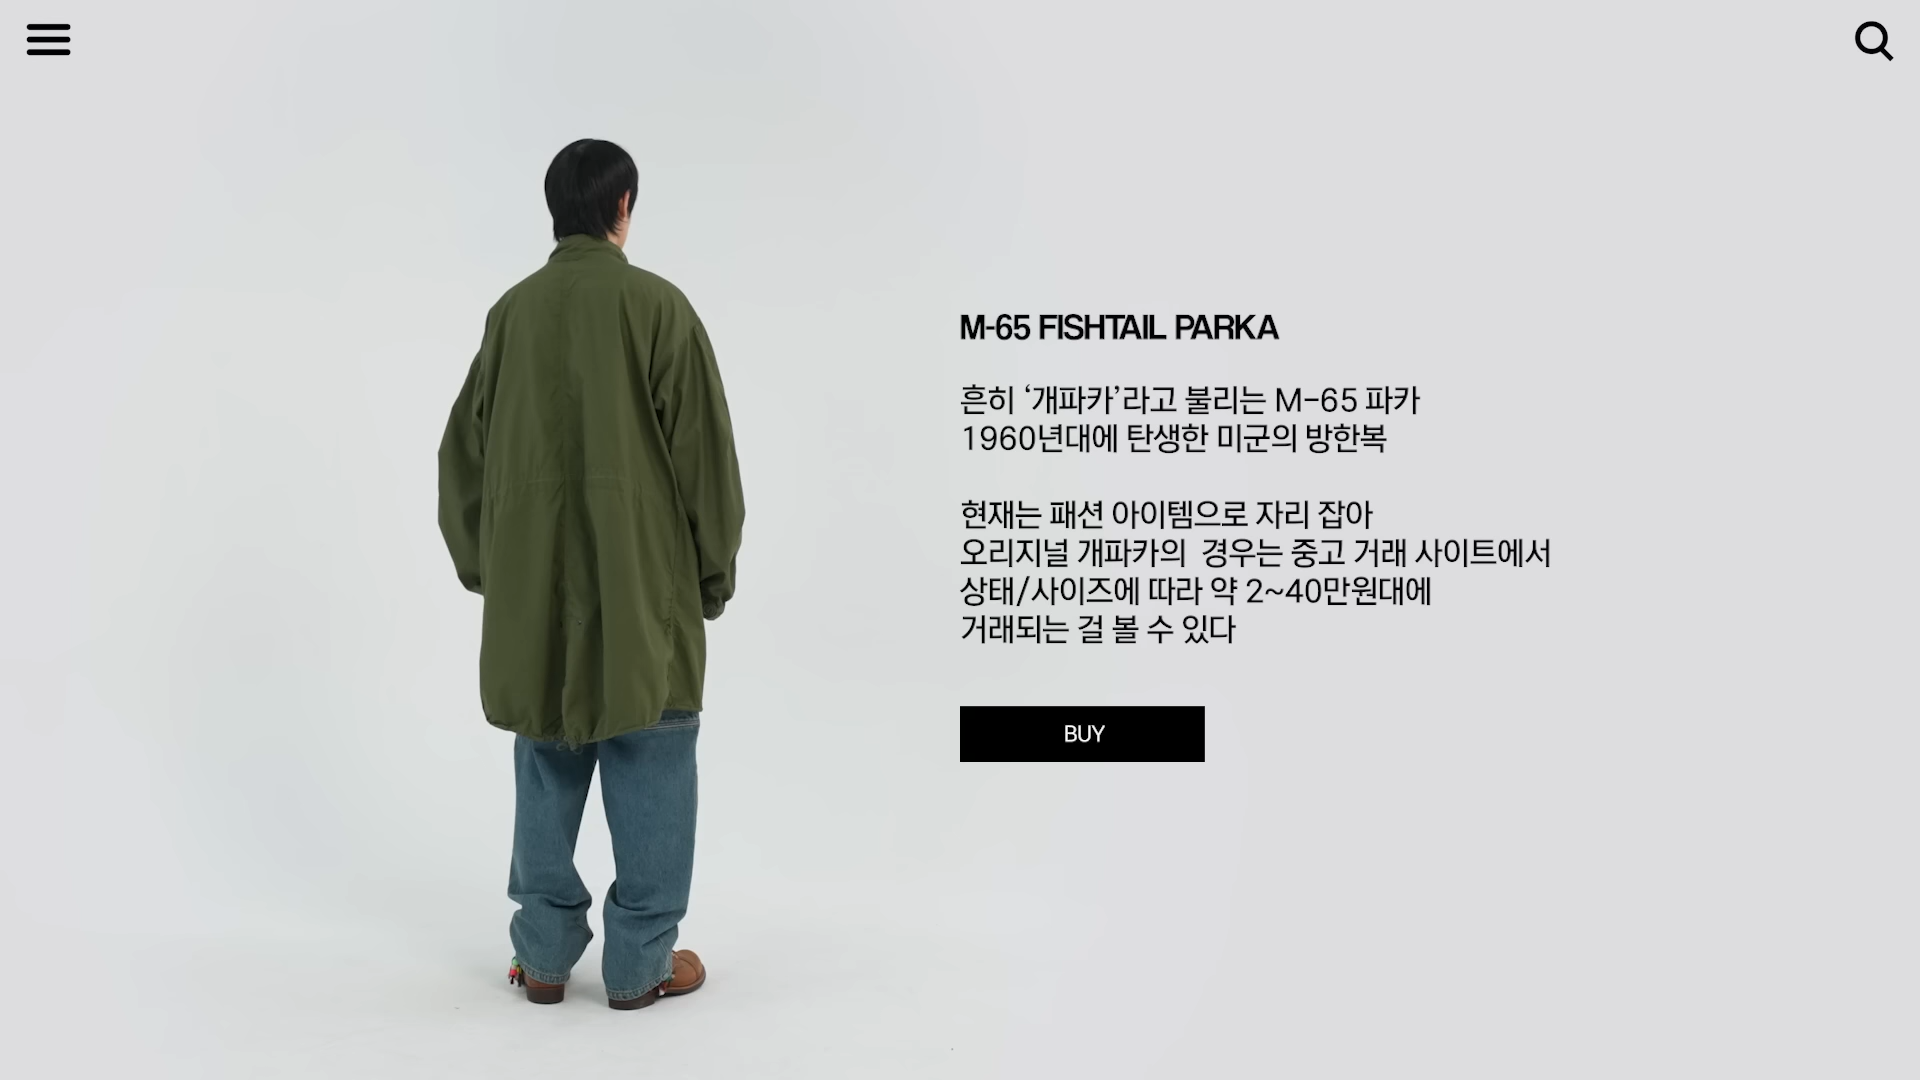 M-65 FISHTAIL PARKA
흔히 ‘개파카’라고 불리는 M-65 파카
1960년대에 탄생한 미군의 방한복
현재는 패션 아이템으로 자리 잡아
오리지널 개파카의  경우는 중고 거래 사이트에서
상태/사이즈에 따라 약 2~40만원대에
거래되는 걸 볼 수 있다
BUY